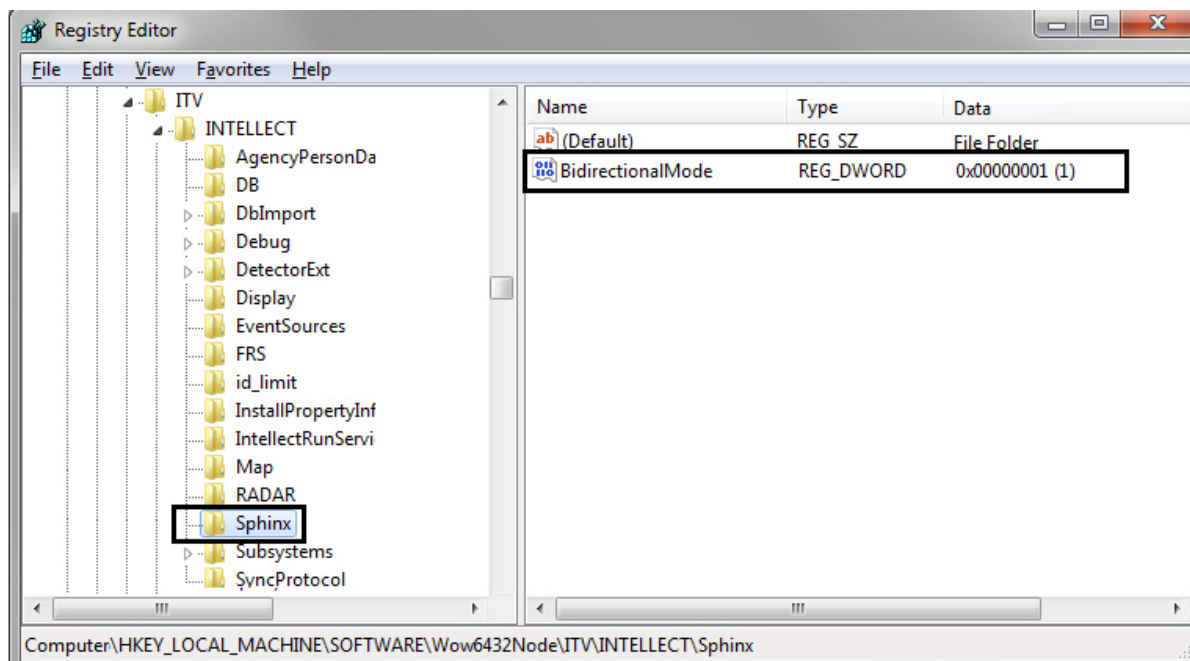 Registry Editor
File Edit View Favorites Help
ITV
INTELLECT
AgencyPersonDa
DB
DbImport
Debug
DetectorExt
Display
EventSources
FRS
id_limit
InstallPropertyInf
IntellectRunServi
Map
RADAR
Sphinx
Subsystems
SyncProtocol
Name Type Data
(Default) REG_SZ File Folder
BidirectionalMode REG_DWORD 0x00000001 (1)
Computer\HKEY_LOCAL_MACHINE\SOFTWARE\Wow6432Node\ITV\INTELLECT\Sphinx